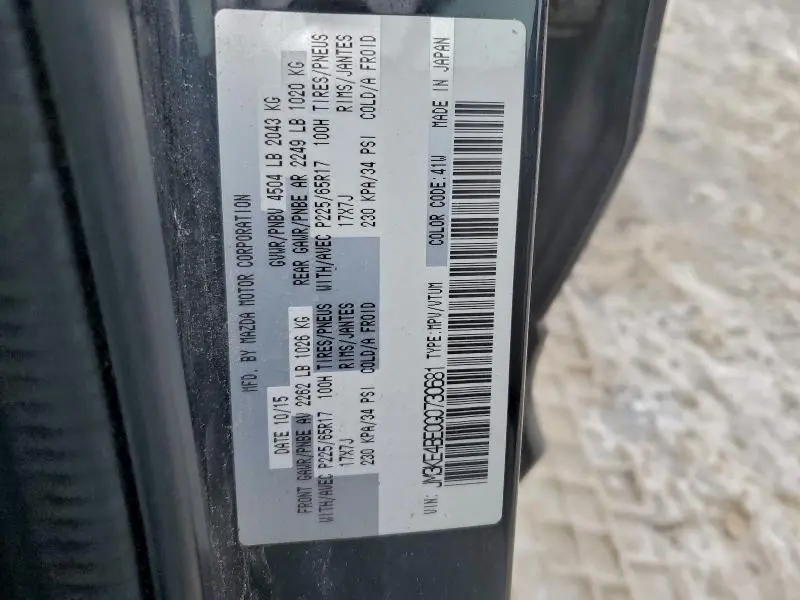 MFD. BY MAZDA MOTOR CORPORATION
DATE 10/15 GVWR/PNBV 4504 LB 2043 KG
FRONT GAWR/PNBE AV 2262 LB 1026 KG REAR GAWR/PNBE AR 2249 LB 1020 KG
WITH/AVEC P225/65R17 100H TIRES/PNEUS WITH/AVEC P225/65R17 100H TIRES/PNEUS
17X7J RIMS/JANTES 17X7J RIMS/JANTES
230 KPA/34 PSI COLD/A FROID 230 KPA/34 PSI COLD/A FROID
VIN: JM3KE4BE0G0730681 TYPE:MPV/VTUM COLOR CODE:41W MADE IN JAPAN